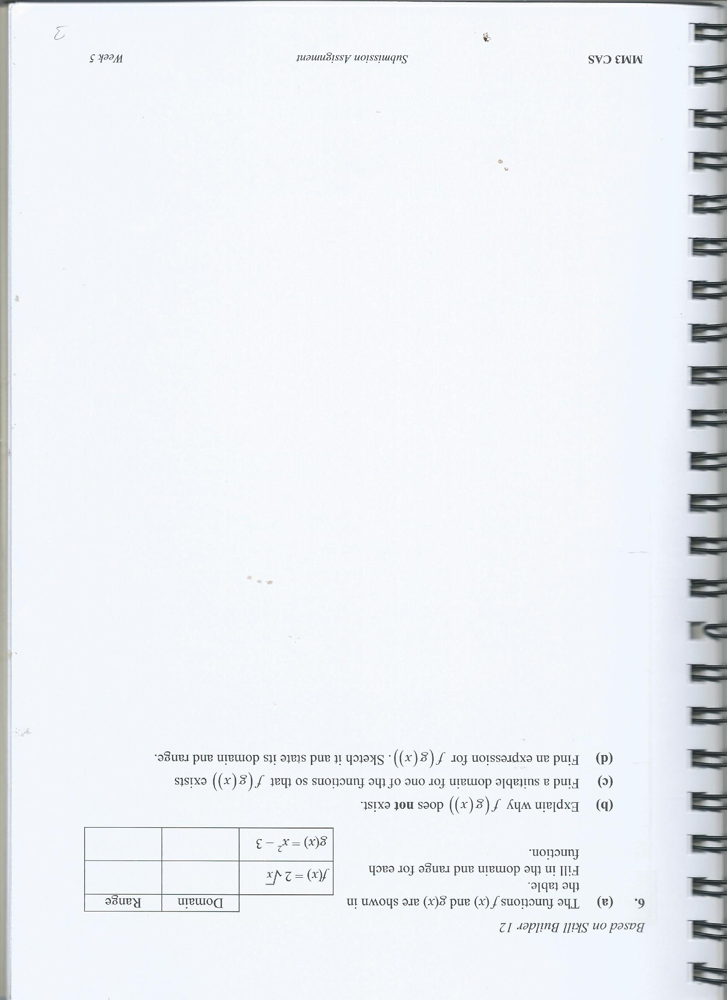 Based on Skill Builder 12
6. (a) The functions f(x) and g(x) are shown in
the table.
Fill in the domain and range for each
function.
Domain Range
f(x) = 2√x
g(x) = x² – 3
(b) Explain why f(g(x)) does not exist.
(c) Find a suitable domain for one of the functions so that f(g(x)) exists
(d) Find an expression for f(g(x)). Sketch it and state its domain and range.
MM3 CAS Submission Assignment Week 5
3